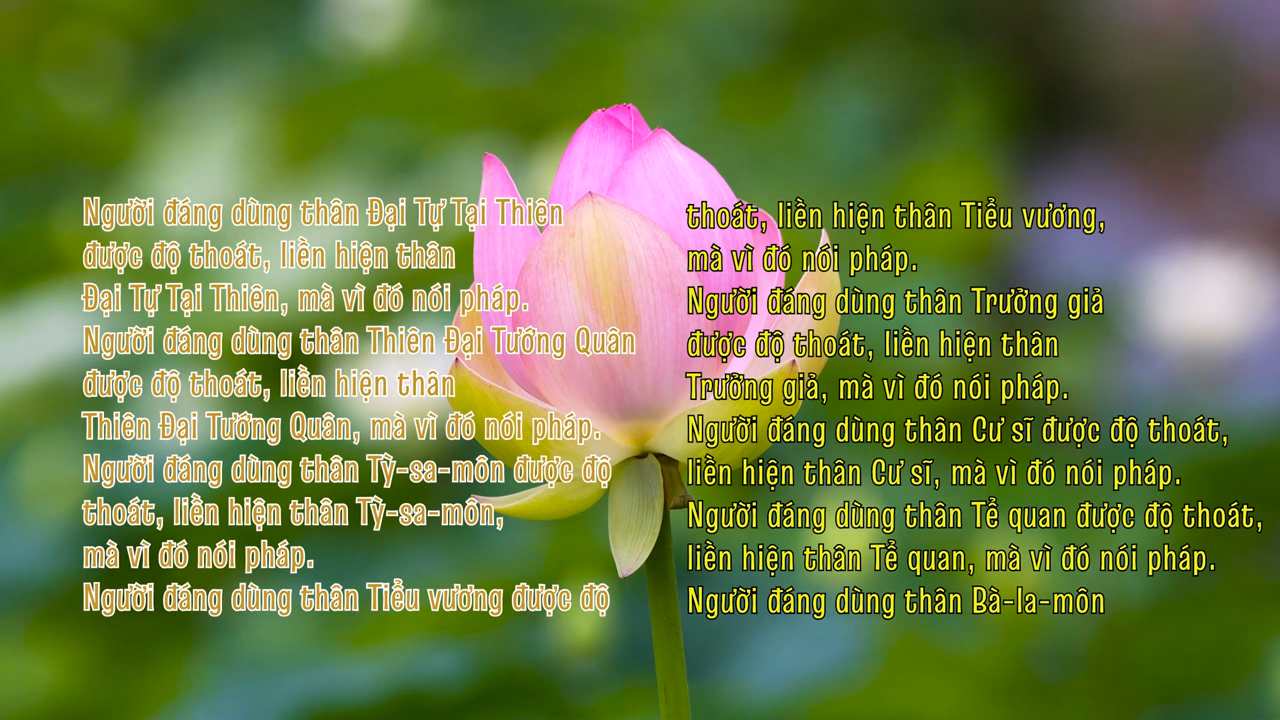 Người đáng dùng thân Đại Tự Tại Thiên
được độ thoát, liền hiện thân
Đại Tự Tại Thiên, mà vì đó nói pháp.
Người đáng dùng thân Thiên Đại Tướng Quân
được độ thoát, liền hiện thân
Thiên Đại Tướng Quân, mà vì đó nói pháp.
Người đáng dùng thân Tỳ-sa-môn được độ
thoát, liền hiện thân Tỳ-sa-môn,
mà vì đó nói pháp.
Người đáng dùng thân Tiểu vương được độ
thoát, liền hiện thân Tiểu vương,
mà vì đó nói pháp.
Người đáng dùng thân Trưởng giả
được độ thoát, liền hiện thân
Trưởng giả, mà vì đó nói pháp.
Người đáng dùng thân Cư sĩ được độ thoát,
liền hiện thân Cư sĩ, mà vì đó nói pháp.
Người đáng dùng thân Tể quan được độ thoát,
liền hiện thân Tể quan, mà vì đó nói pháp.
Người đáng dùng thân Bà-la-môn